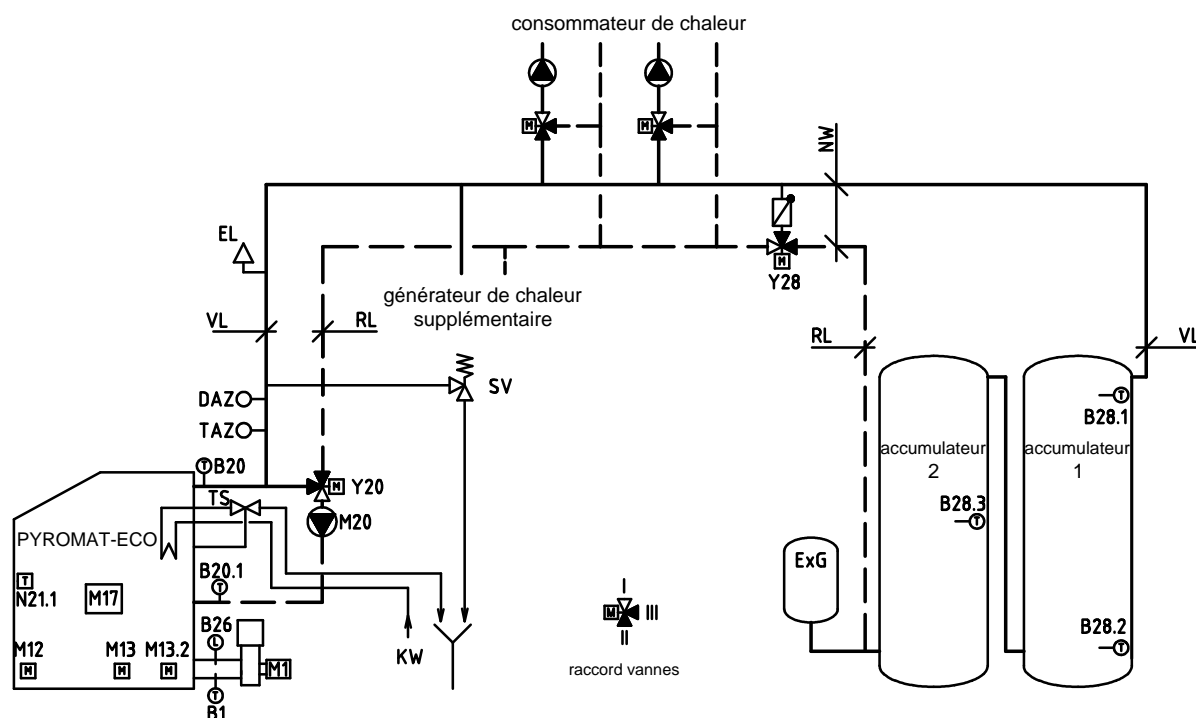 consommateur de chaleur
M
M
NW
EL
M
Y28
générateur de chaleur
supplémentaire
VL
RL
RL
VL
SV
DAZ
TAZ
T
B28.1
accumulateur
2
accumulateur
1
T
B20
M
Y20
TS
M20
B28.3
T
PYROMAT-ECO
ExG
T
N21.1
M17
B20.1
T
M
III
II
I
B26
L
KW
M12
M
M13
M
M13.2
M
M1
T
B1
raccord vannes
B28.2
T